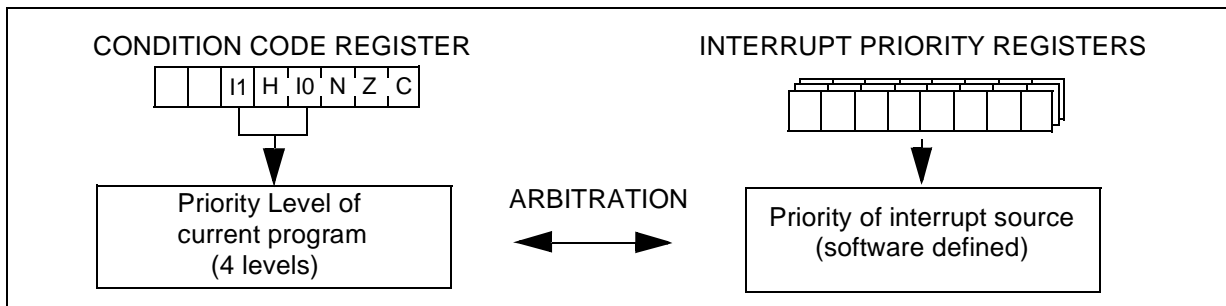 CONDITION CODE REGISTER
I1 H I0 N Z C
Priority Level of
current program
(4 levels)
ARBITRATION
INTERRUPT PRIORITY REGISTERS
Priority of interrupt source
(software defined)